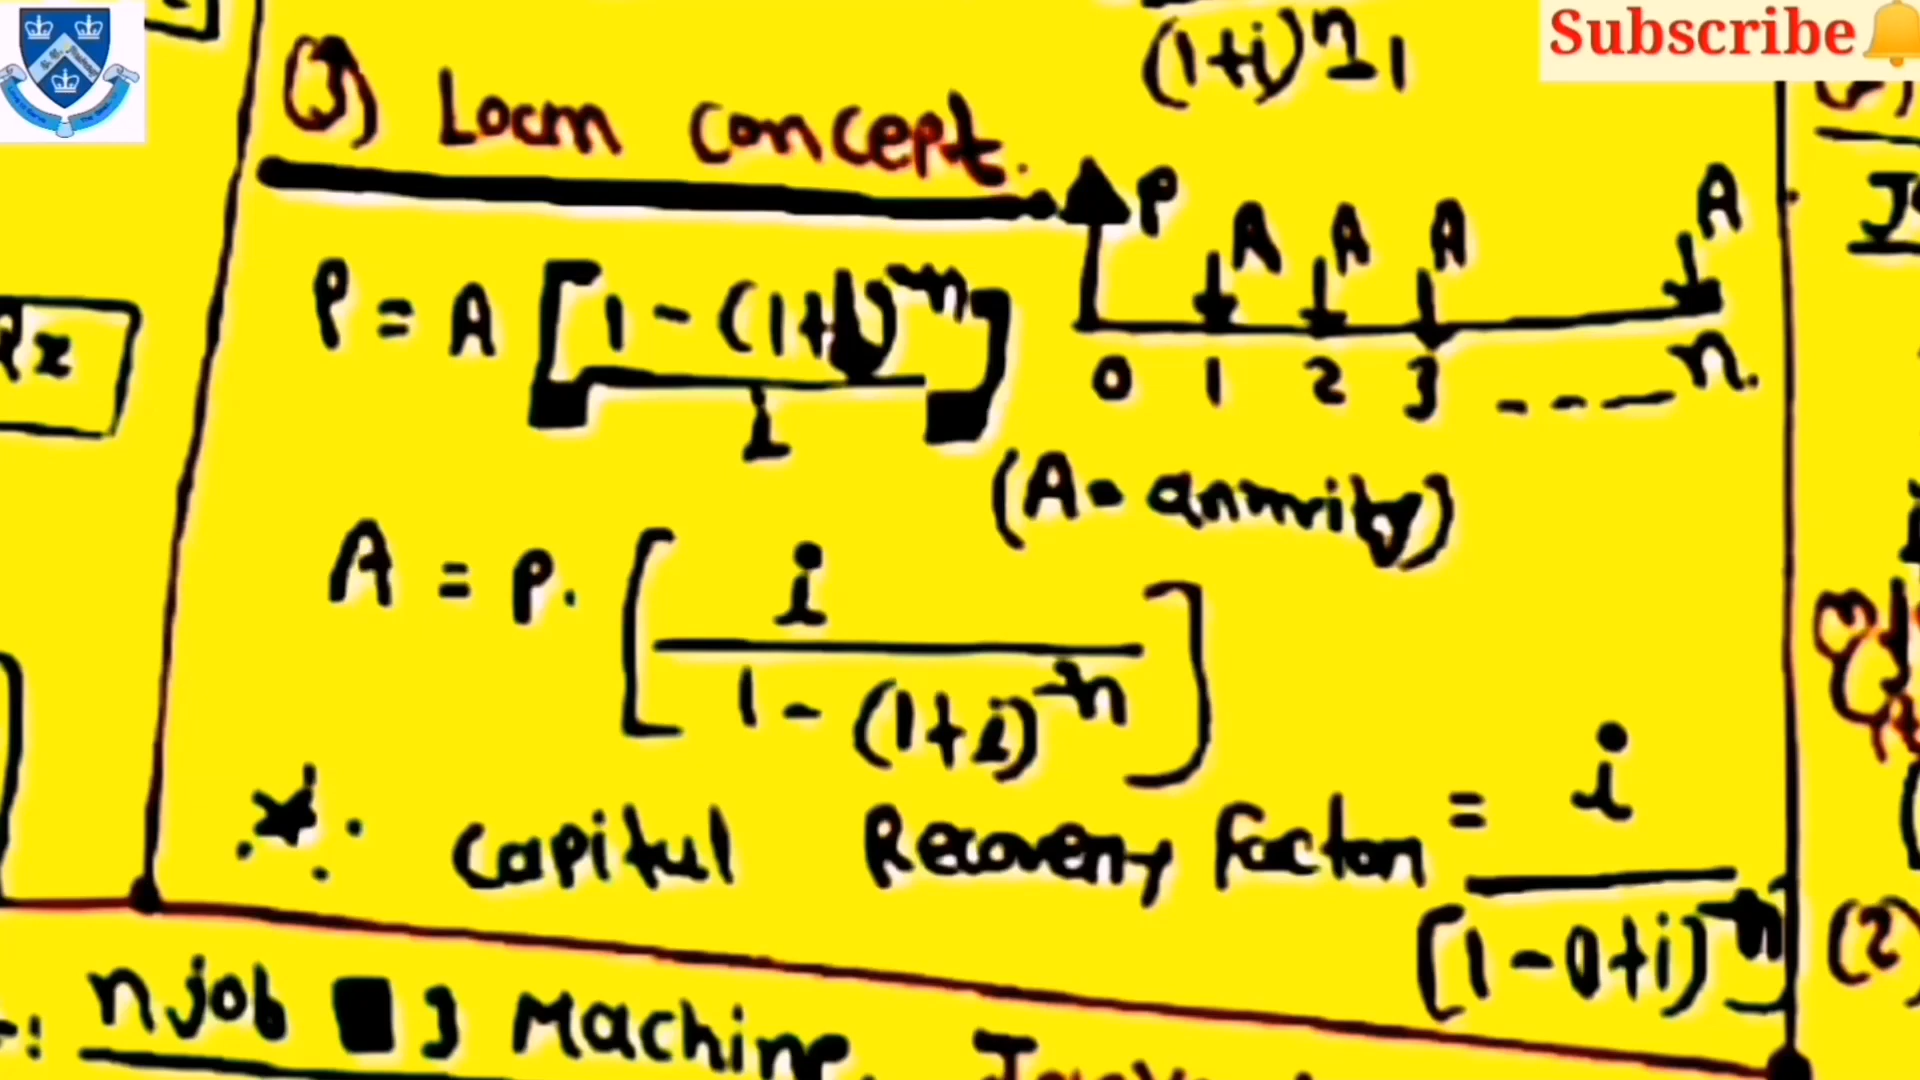 Subscribe
(1+i)^n-1
(3) Loan concept.
P
A A A A
P = A [1-(1+i)^-n]
i
0 1 2 3 ---- n.
(A = annuity)
A = P. [ i
1 - (1+i)^-n ]
Capital Recovery Factor = i
[1-(1+i)^-n]
(2)
n job 3 Machine